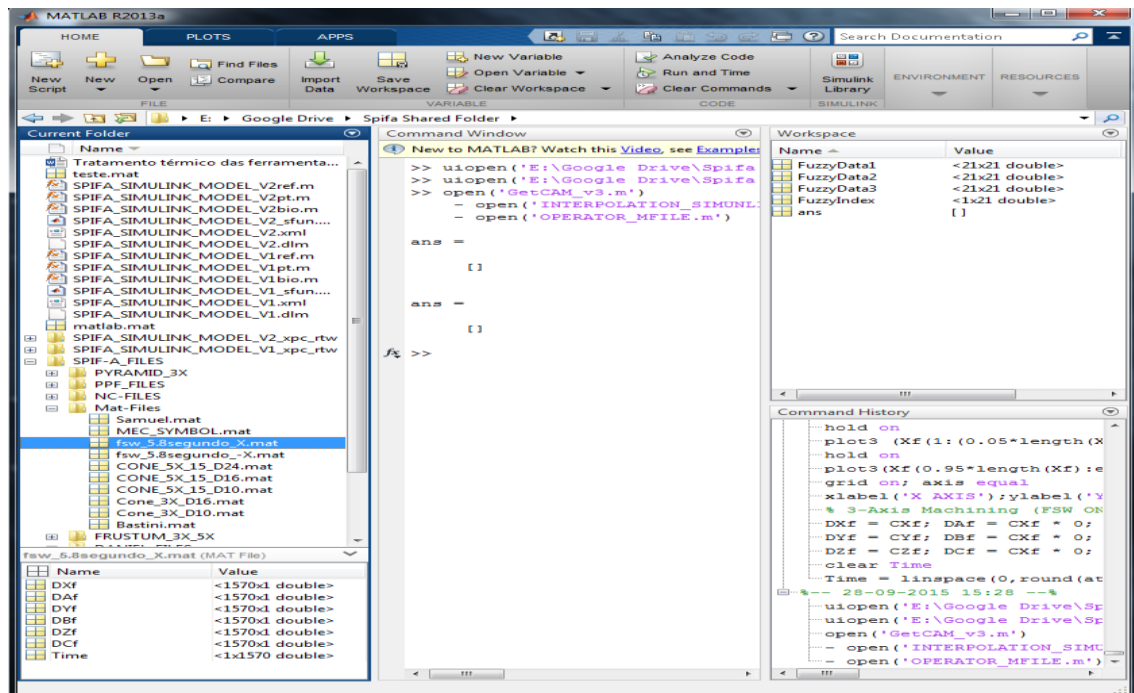 MATLAB R2013a
HOME PLOTS APPS
Search Documentation
New Script
New
Open
Find Files
Compare
Import Data
Save Workspace
New Variable
Open Variable
Clear Workspace
Analyze Code
Run and Time
Clear Commands
Simulink Library
ENVIRONMENT
RESOURCES
FILE VARIABLE CODE SIMULINK
E: Google Drive Spifa Shared Folder
Current Folder
Name
Tratamento térmico das ferramenta...
teste.mat
SPIFA_SIMULINK_MODEL_V2ref.m
SPIFA_SIMULINK_MODEL_V2pt.m
SPIFA_SIMULINK_MODEL_V2bio.m
SPIFA_SIMULINK_MODEL_V2_sfun....
SPIFA_SIMULINK_MODEL_V2.xml
SPIFA_SIMULINK_MODEL_V2.dlm
SPIFA_SIMULINK_MODEL_V1ref.m
SPIFA_SIMULINK_MODEL_V1pt.m
SPIFA_SIMULINK_MODEL_V1bio.m
SPIFA_SIMULINK_MODEL_V1_sfun....
SPIFA_SIMULINK_MODEL_V1.xml
SPIFA_SIMULINK_MODEL_V1.dlm
matlab.mat
SPIFA_SIMULINK_MODEL_V2_xpc_rtw
SPIFA_SIMULINK_MODEL_V1_xpc_rtw
SPIF-A_FILES
PYRAMID_3X
PPF_FILES
NC-FILES
Mat-Files
Samuel.mat
MEC_SYMBOL.mat
fsw_5.8segundo_X.mat
fsw_5.8segundo_-X.mat
CONE_5X_15_D24.mat
CONE_5X_15_D16.mat
CONE_5X_15_D10.mat
Cone_3X_D16.mat
Cone_3X_D10.mat
Bastini.mat
FRUSTUM_3X_5X
fsw_5.8segundo_X.mat (MAT File)
Name Value
DXf <1570x1 double>
DAf <1570x1 double>
DYf <1570x1 double>
DBf <1570x1 double>
DZf <1570x1 double>
DCf <1570x1 double>
Time <1x1570 double>
Command Window
New to MATLAB? Watch this Video, see Examples
>> uiopen('E:\Google Drive\Spifa
>> uiopen('E:\Google Drive\Spifa
>> open('GetCAM_v3.m')
- open('INTERPOLATION_SIMUNL
- open('OPERATOR_MFILE.m')
ans =
[]
ans =
[]
fx >>
Workspace
Name Value
FuzzyData1 <21x21 double>
FuzzyData2 <21x21 double>
FuzzyData3 <21x21 double>
FuzzyIndex <1x21 double>
ans []
Command History
hold on
plot3 (Xf(1:(0.05*length(X
hold on
plot3(Xf(0.95*length(Xf):e
grid on; axis equal
xlabel('X AXIS');ylabel('Y
% 3-Axis Machining (FSW ON
DXf = CXf; DAf = CXf * 0;
DYf = CYf; DBf = CXf * 0;
DZf = CZf; DCf = CXf * 0;
clear Time
Time = linspace(0,round(at
%-- 28-09-2015 15:28 --%
uiopen('E:\Google Drive\Sp
uiopen('E:\Google Drive\Sp
open('GetCAM_v3.m')
- open('INTERPOLATION_SIMU
- open('OPERATOR_MFILE.m')